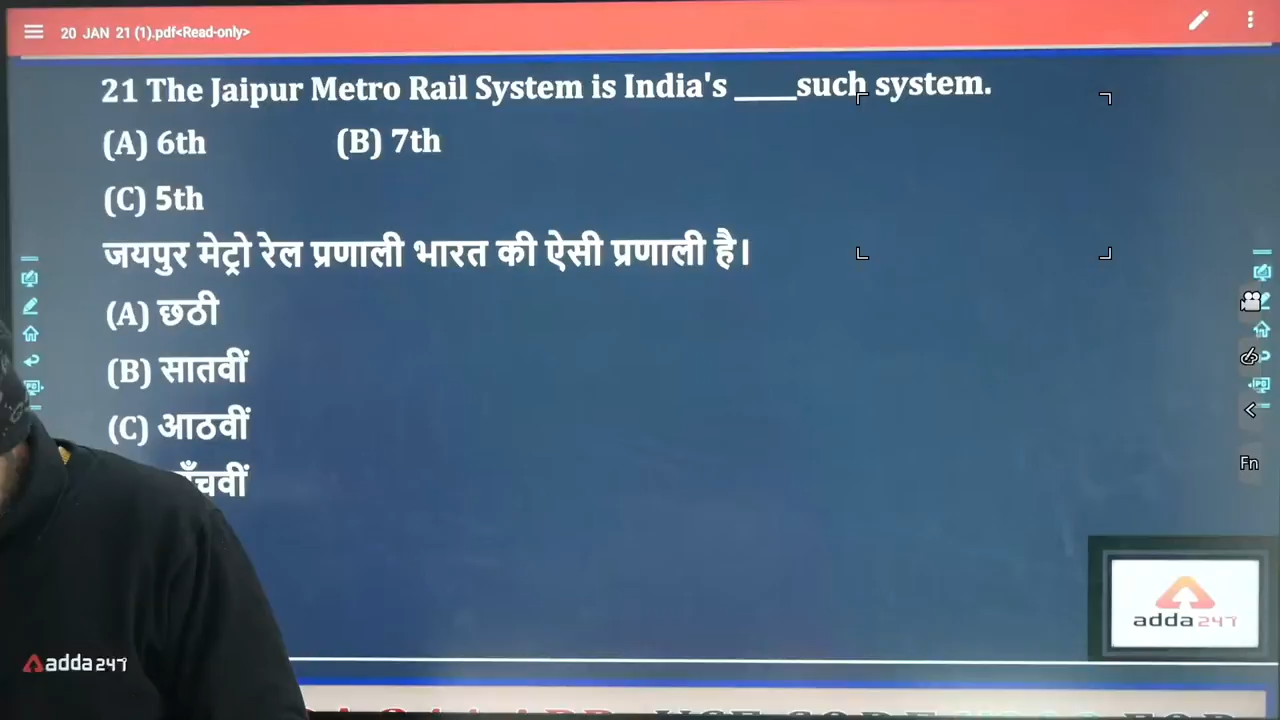 20 JAN 21 (1).pdf<Read-only>
21 The Jaipur Metro Rail System is India's ____such system.
(A) 6th (B) 7th
(C) 5th
जयपुर मेट्रो रेल प्रणाली भारत की ऐसी प्रणाली है।
(A) छठी
(B) सातवीं
(C) आठवीं
Fn
adda247
adda247